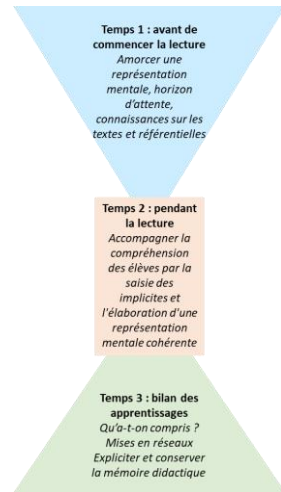 Temps 1 : avant de
commencer la lecture
Amorcer une
représentation
mentale, horizon
d'attente,
connaissances sur les
textes et référentielles
Temps 2 : pendant
la lecture
Accompagner la
compréhension
des élèves par la
saisie des
implicites et
l'élaboration d'une
représentation
mentale cohérente
Temps 3 : bilan des
apprentissages
Qu'a-t-on compris ?
Mises en réseaux
Expliciter et conserver
la mémoire didactique